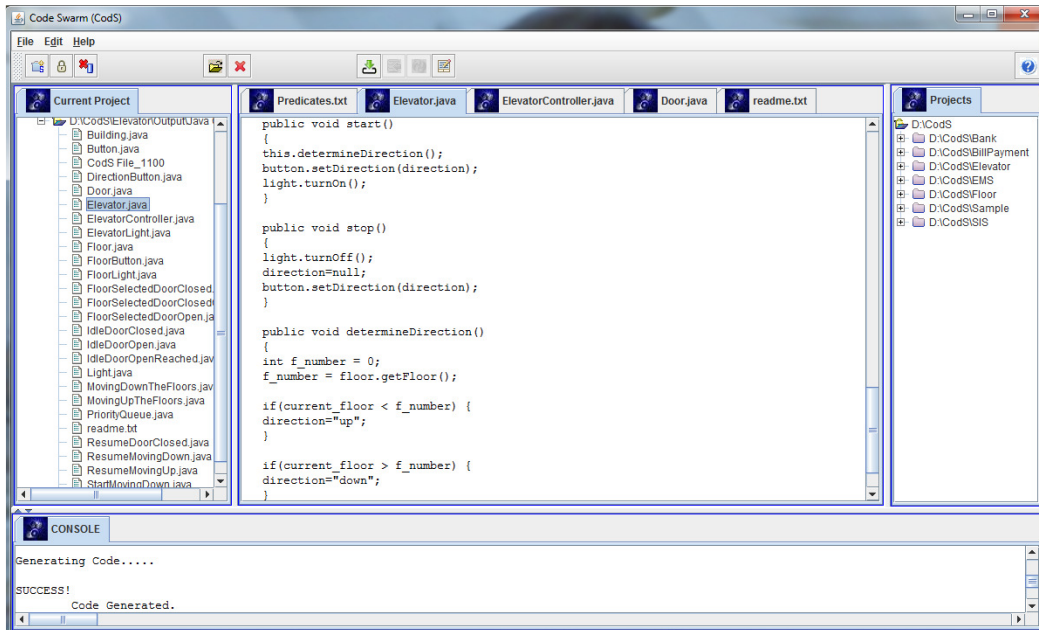 Code Swarm (CodS)
File Edit Help
Current Project
D:\CodS\Elevator\OutputJava
Building.java
Button.java
CodS File_1100
DirectionButton.java
Door.java
Elevator.java
ElevatorController.java
ElevatorLight.java
Floor.java
FloorButton.java
FloorLight.java
FloorSelectedDoorClosed.
FloorSelectedDoorClosed
FloorSelectedDoorOpen.ja
IdleDoorClosed.java
IdleDoorOpen.java
IdleDoorOpenReached.jav
Light.java
MovingDownTheFloors.jav
MovingUpTheFloors.java
PriorityQueue.java
readme.txt
ResumeDoorClosed.java
ResumeMovingDown.java
ResumeMovingUp.java
StartMovingDown.java
Predicates.txt Elevator.java ElevatorController.java Door.java readme.txt
public void start()
{
this.determineDirection();
button.setDirection(direction);
light.turnOn();
}
public void stop()
{
light.turnOff();
direction=null;
button.setDirection(direction);
}
public void determineDirection()
{
int f_number = 0;
f_number = floor.getFloor();
if(current_floor < f_number) {
direction="up";
}
if(current_floor > f_number) {
direction="down";
}
Projects
D:\CodS
D:\CodS\Bank
D:\CodS\BillPayment
D:\CodS\Elevator
D:\CodS\EMS
D:\CodS\Floor
D:\CodS\Sample
D:\CodS\SIS
CONSOLE
Generating Code.....
SUCCESS!
Code Generated.